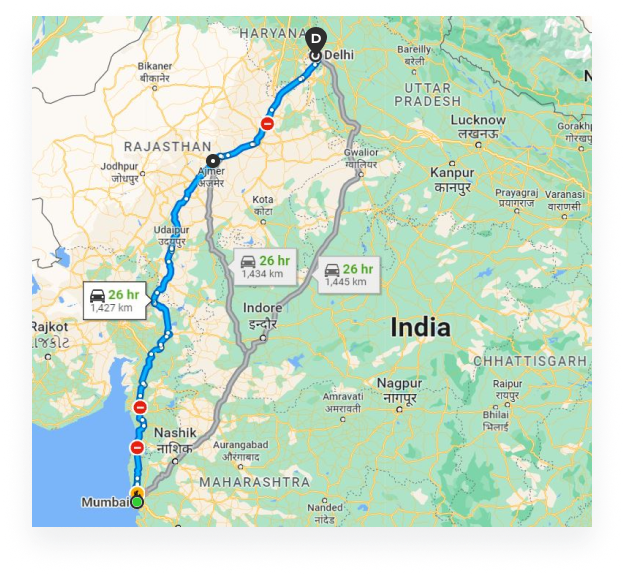 HARYANA
D
Delhi
Bareilly
बरेली
Bikaner
बीकानेर
N
UTTAR
PRADESH
Lucknow
लखनऊ
Gorakhp
गोरखपु
RAJASTHAN
Jodhpur
जोधपुर
Ajmer
अजमेर
Gwalior
ग्वालियर
Kanpur
कानपुर
Prayagraj
प्रयागराज
Varanasi
वाराणसी
Kota
कोटा
Udaipur
उदयपुर
26 hr
1,434 km
26 hr
1,445 km
26 hr
1,427 km
Indore
इन्दौर
India
Rajkot
રાજકોટ
CHHATTISGARH
Nagpur
नागपूर
Raipur
रायपुर
Amravati
अमरावती
Bhilai
भिलाई
Nashik
नाशिक
Aurangabad
औरंगाबाद
MAHARASHTRA
Mumbai
Nanded
नांदेड